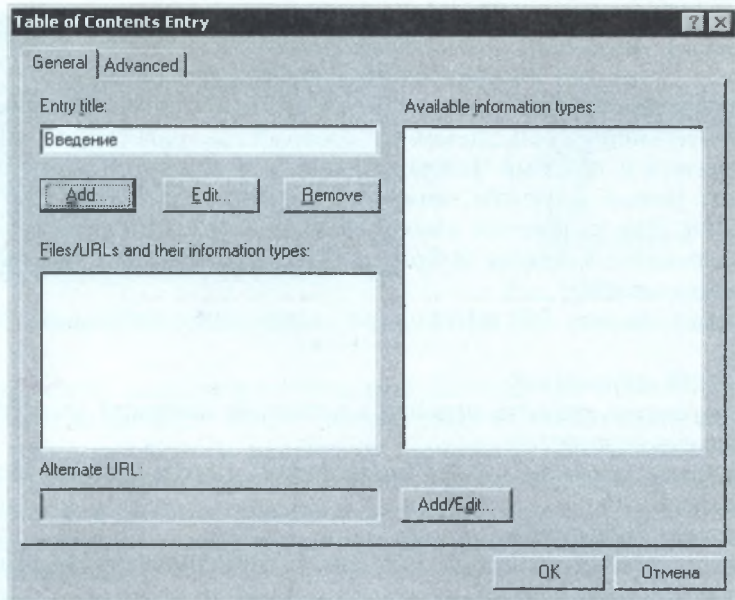 Table of Contents Entry
General Advanced
Entry title:
Введение
Add... Edit... Remove
Files/URLs and their information types:
Alternate URL:
Available information types:
Add/Edit...
OK Отмена